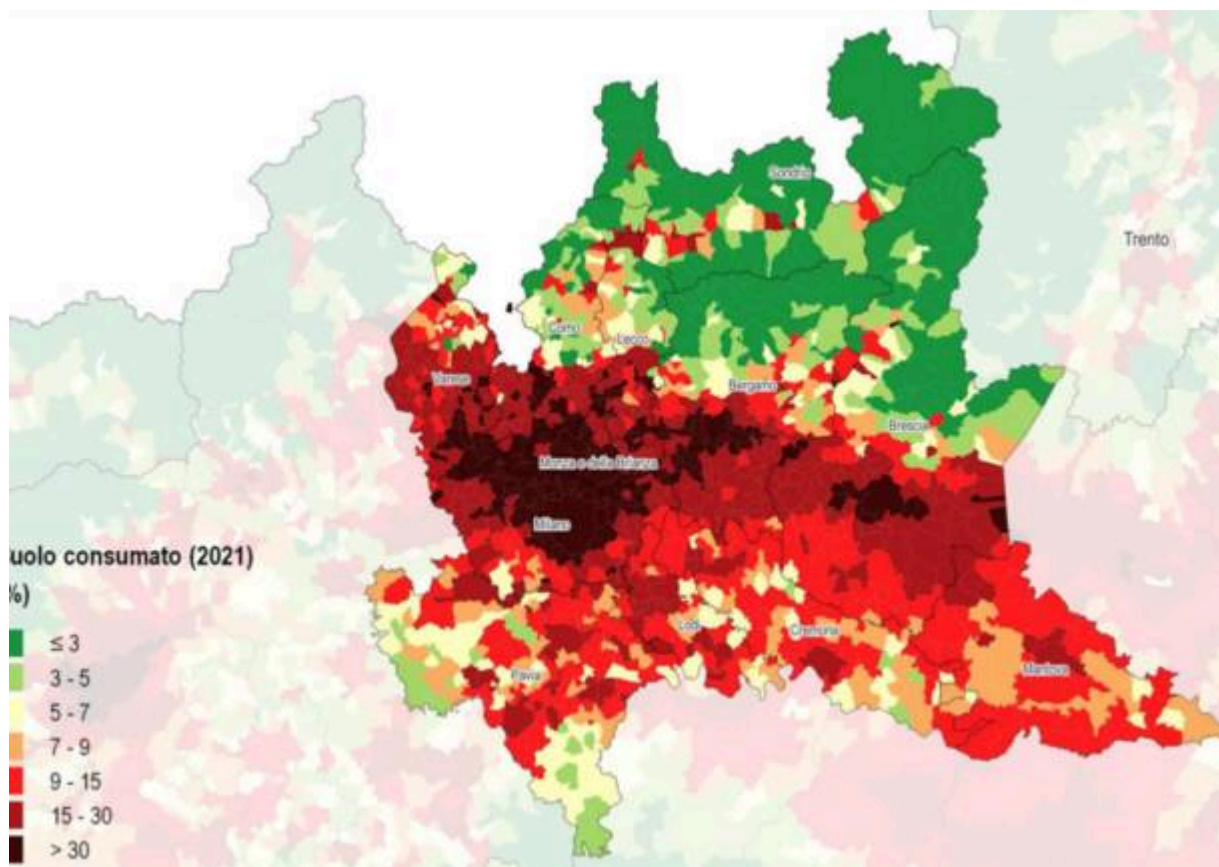 Sondrio
Trento
Como
Lecco
Varese
Bergamo
Brescia
Monza e della Brianza
Milano
uolo consumato (2021)
%)
≤ 3
3 - 5
Lodi
Cremona
5 - 7
Pavia
Mantova
7 - 9
9 - 15
15 - 30
> 30